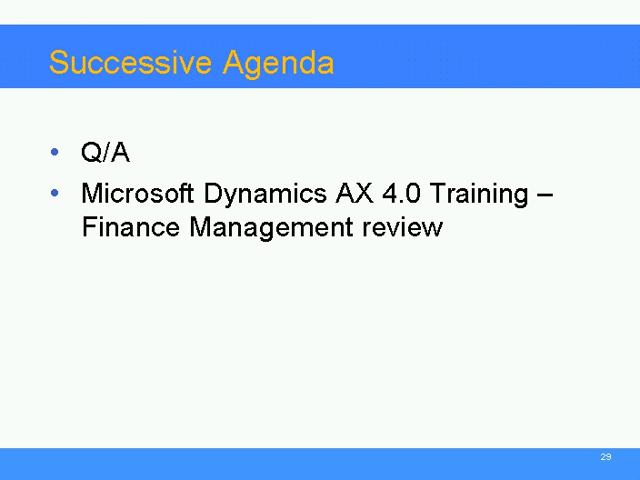 Successive Agenda
• Q/A
• Microsoft Dynamics AX 4.0 Training –
Finance Management review
29